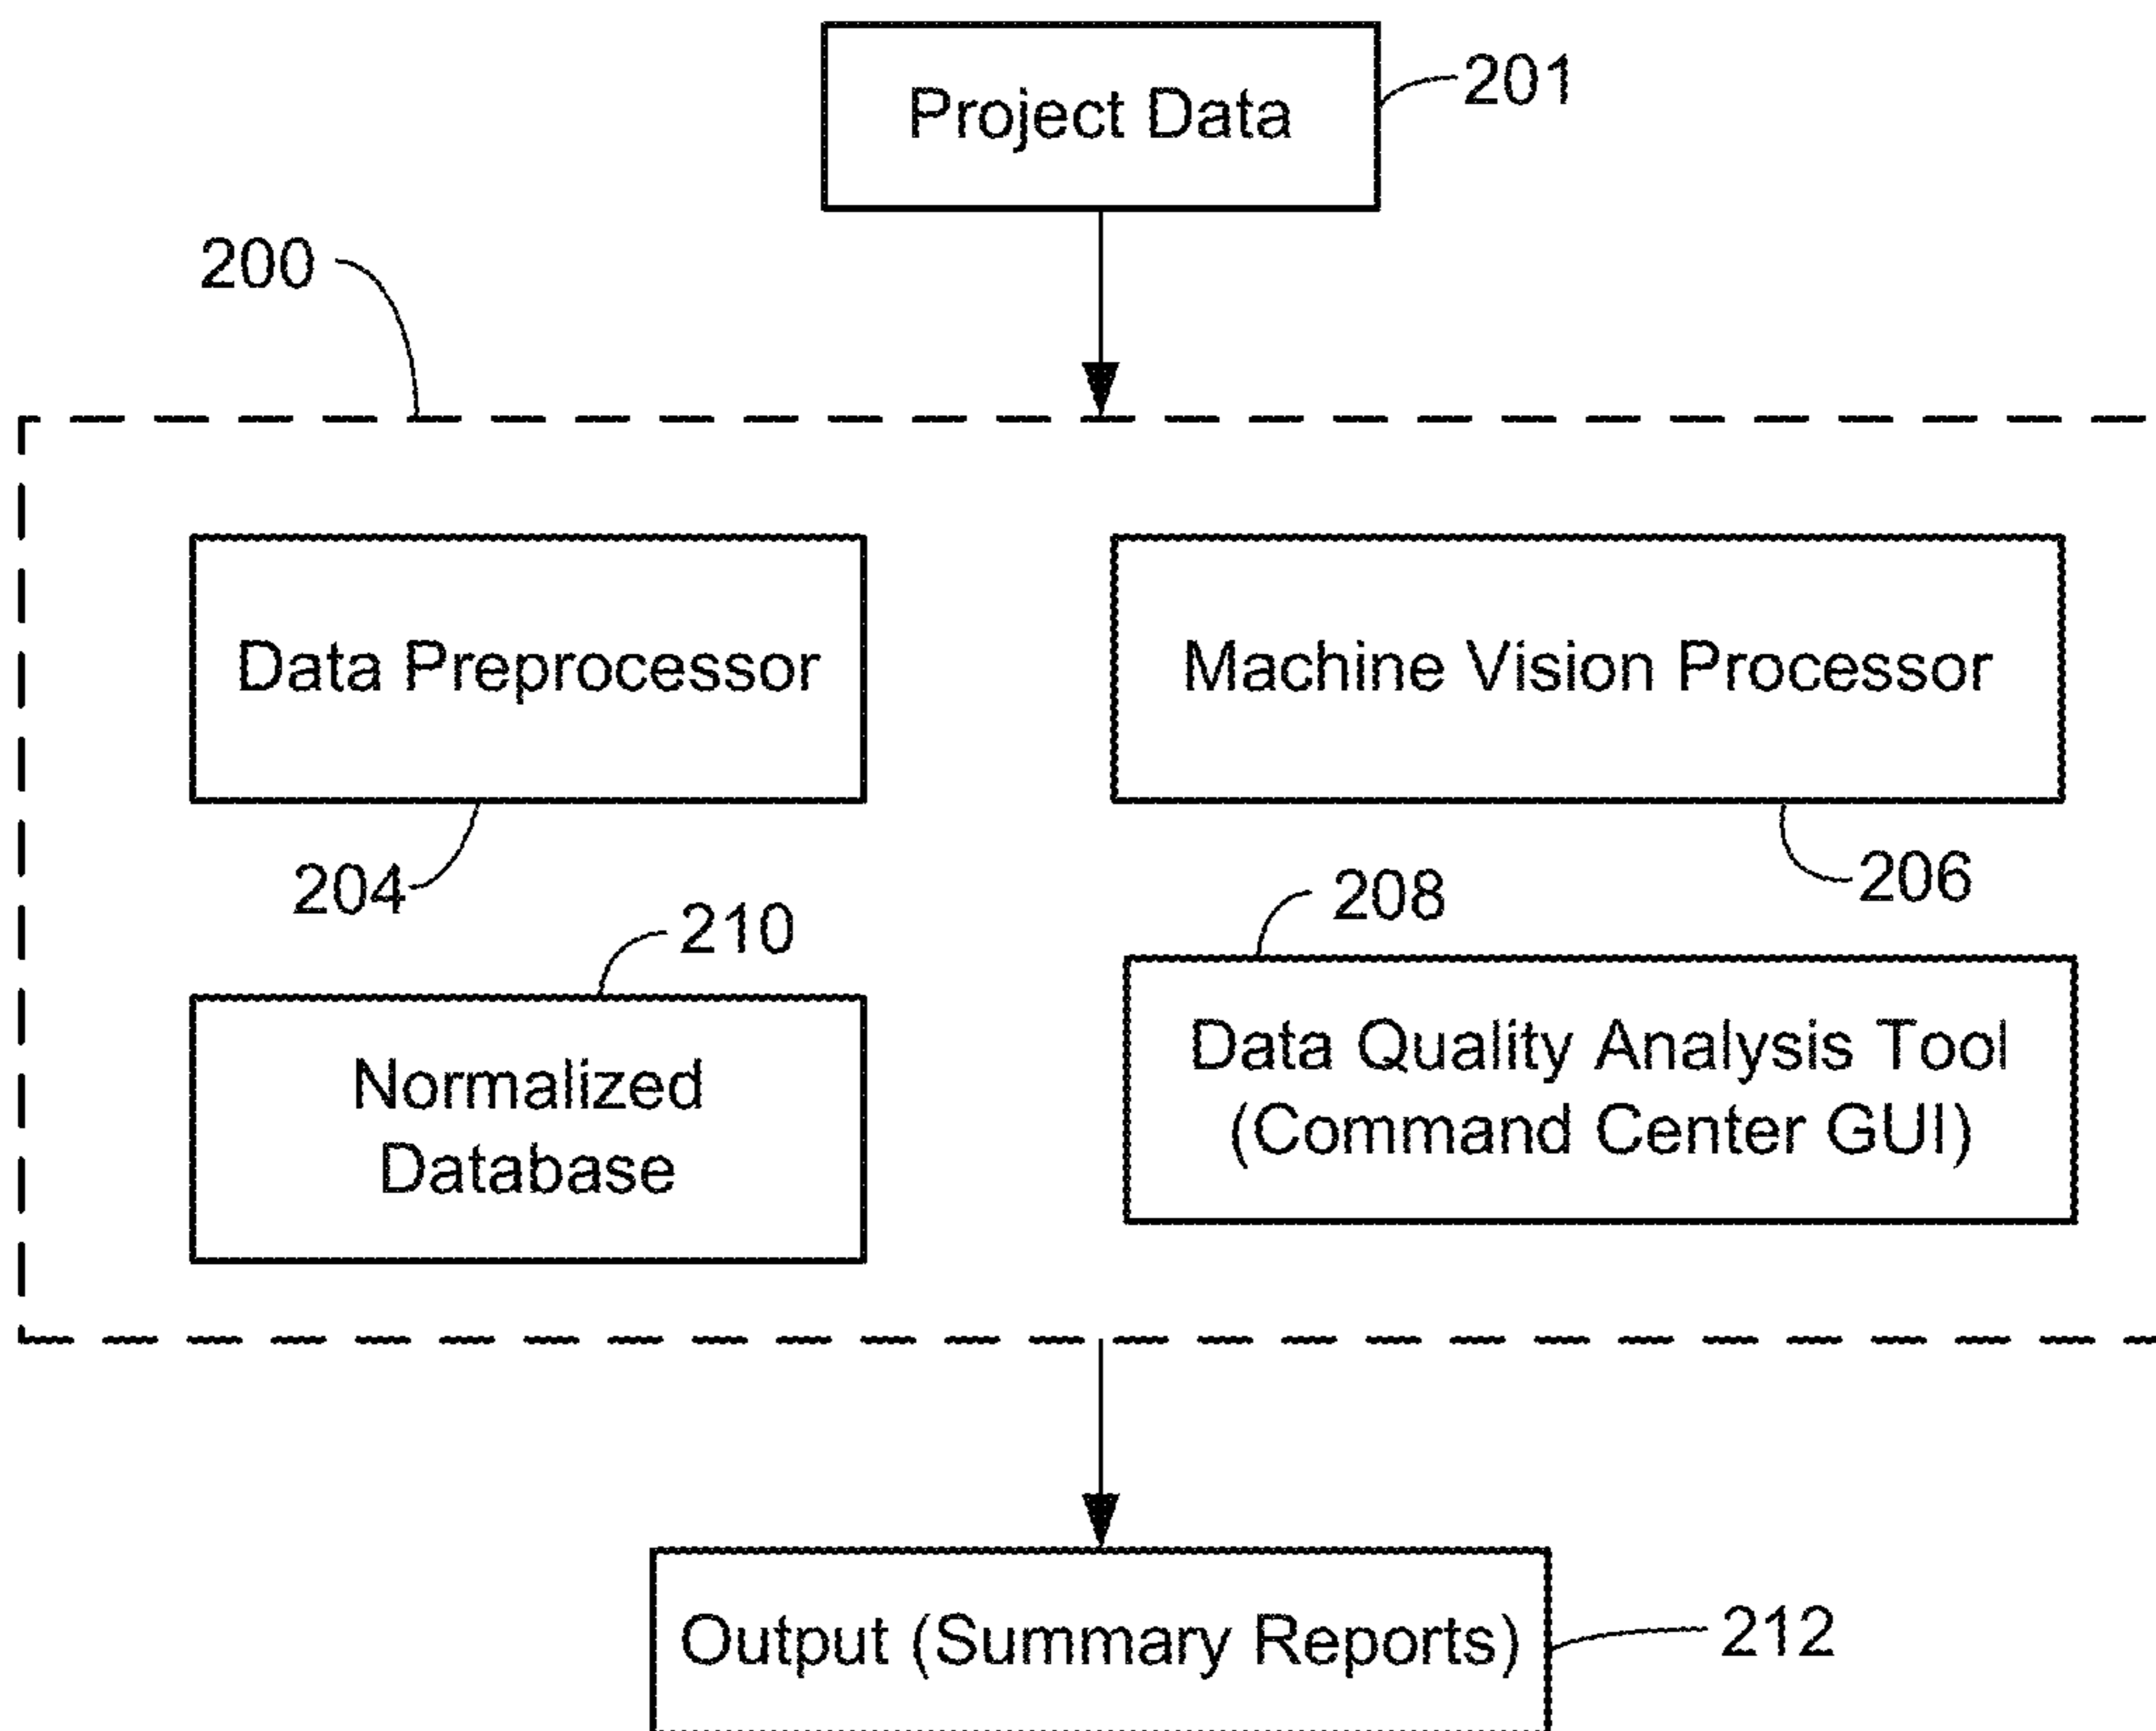 Project Data
201
200
Data Preprocessor
Machine Vision Processor
204
206
210
208
Normalized
Database
Data Quality Analysis Tool
(Command Center GUI)
Output (Summary Reports)
212